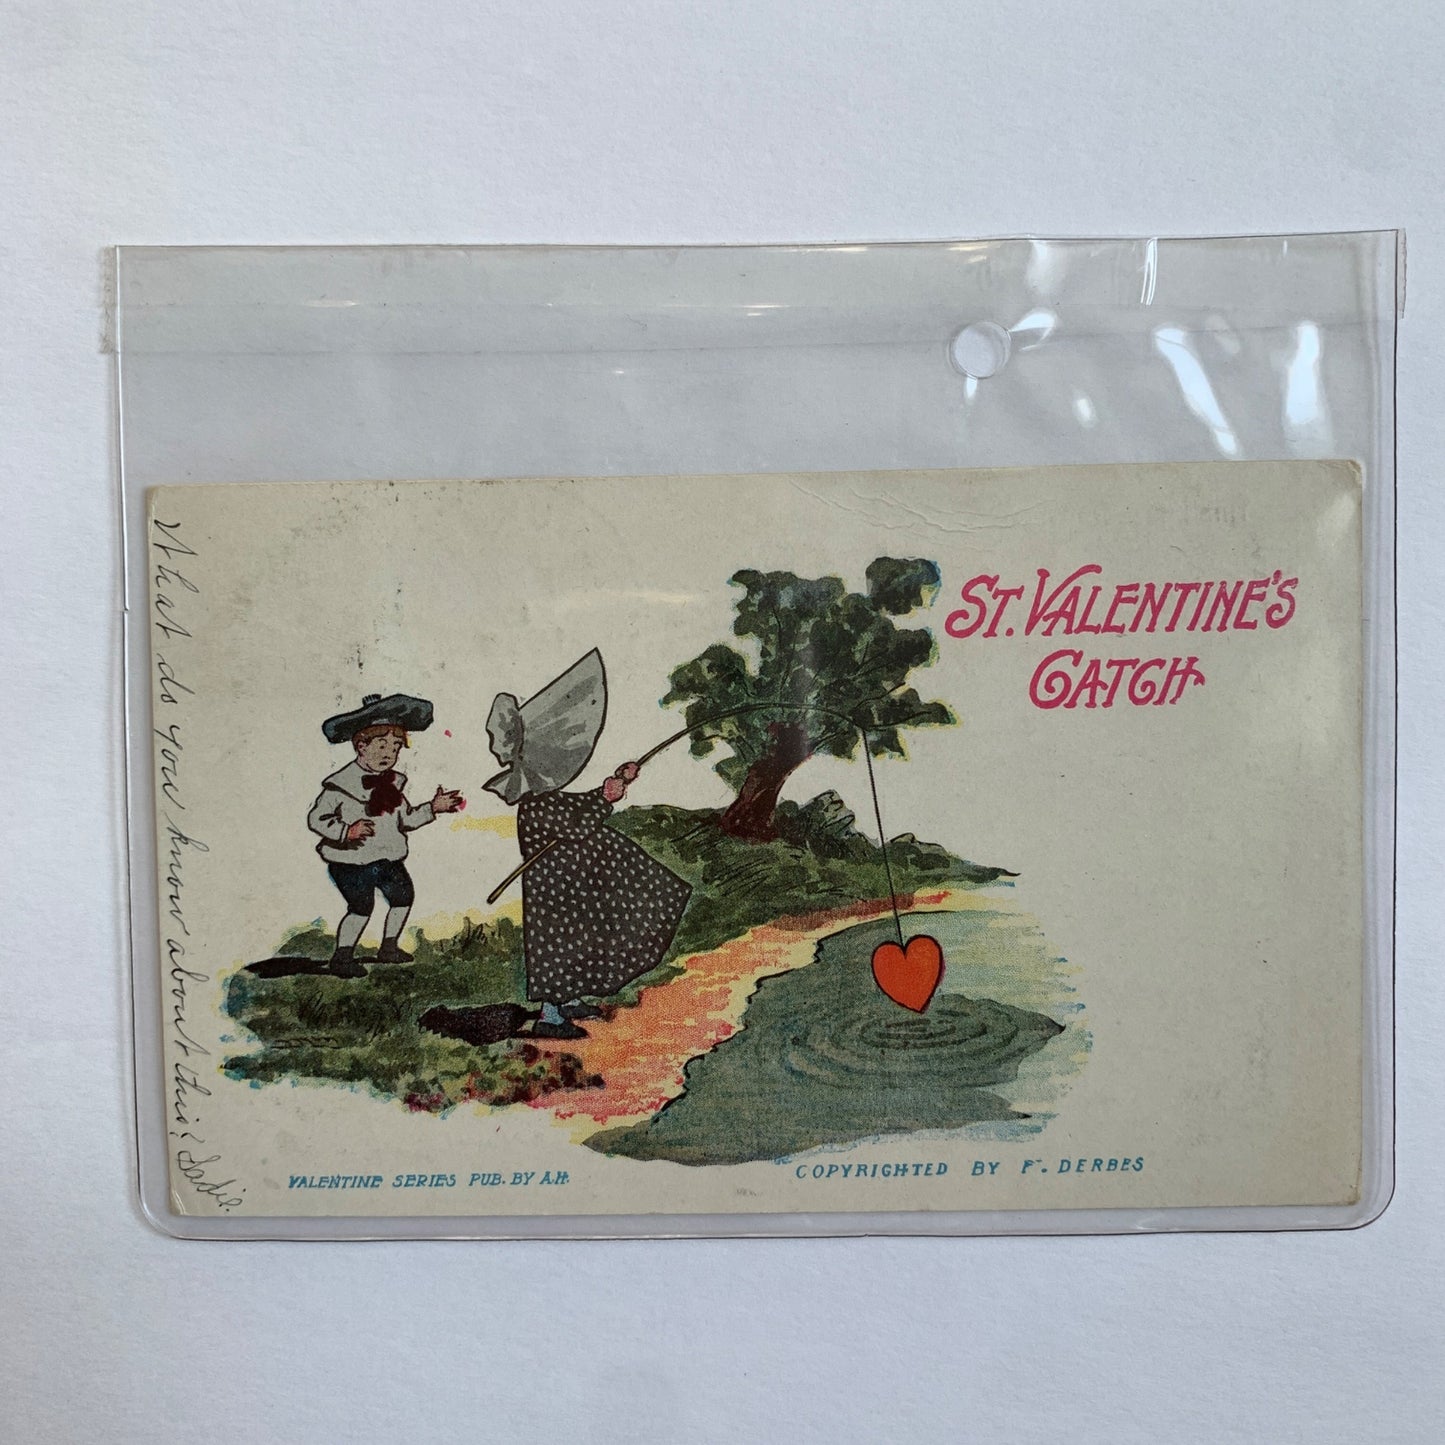 What do you know about this? Sadie.
ST. VALENTINE'S
CATCH
VALENTINE SERIES PUB. BY A.H.
COPYRIGHTED BY F. DERBES